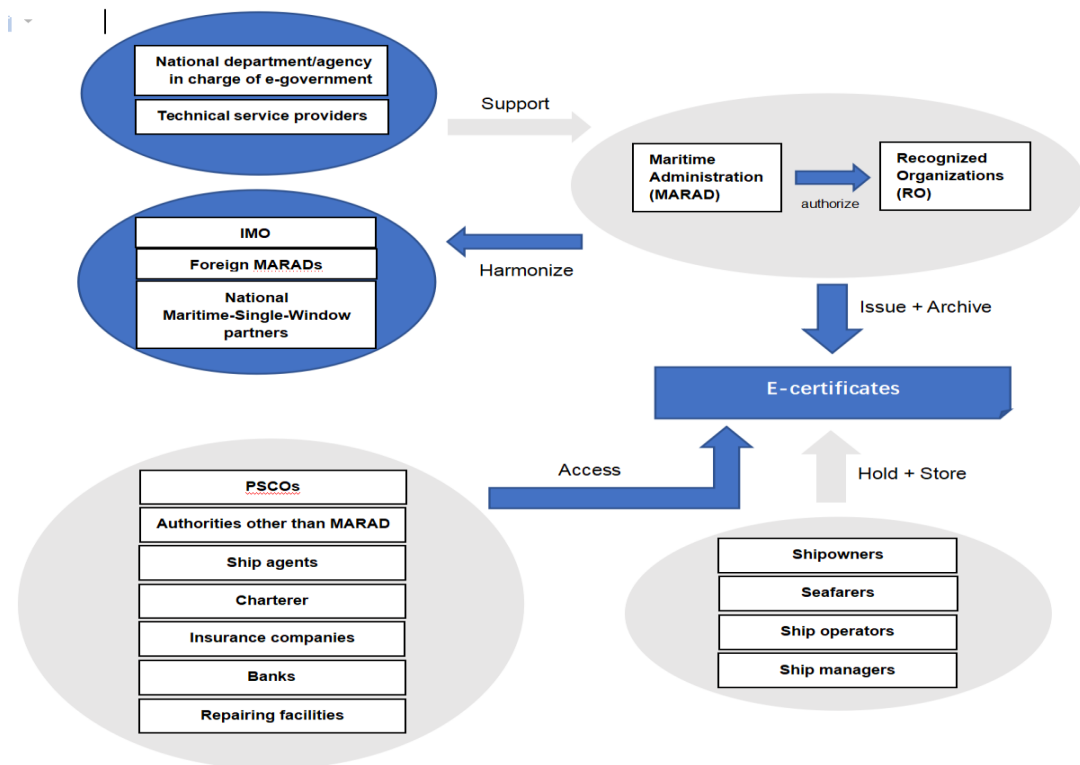 National department/agency
in charge of e-government
Technical service providers
Support
Maritime
Administration
(MARAD)
authorize
Recognized
Organizations
(RO)
IMO
Foreign MARADs
National
Maritime-Single-Window
partners
Harmonize
Issue + Archive
E-certificates
Access
Hold + Store
PSCOs
Authorities other than MARAD
Ship agents
Charterer
Insurance companies
Banks
Repairing facilities
Shipowners
Seafarers
Ship operators
Ship managers